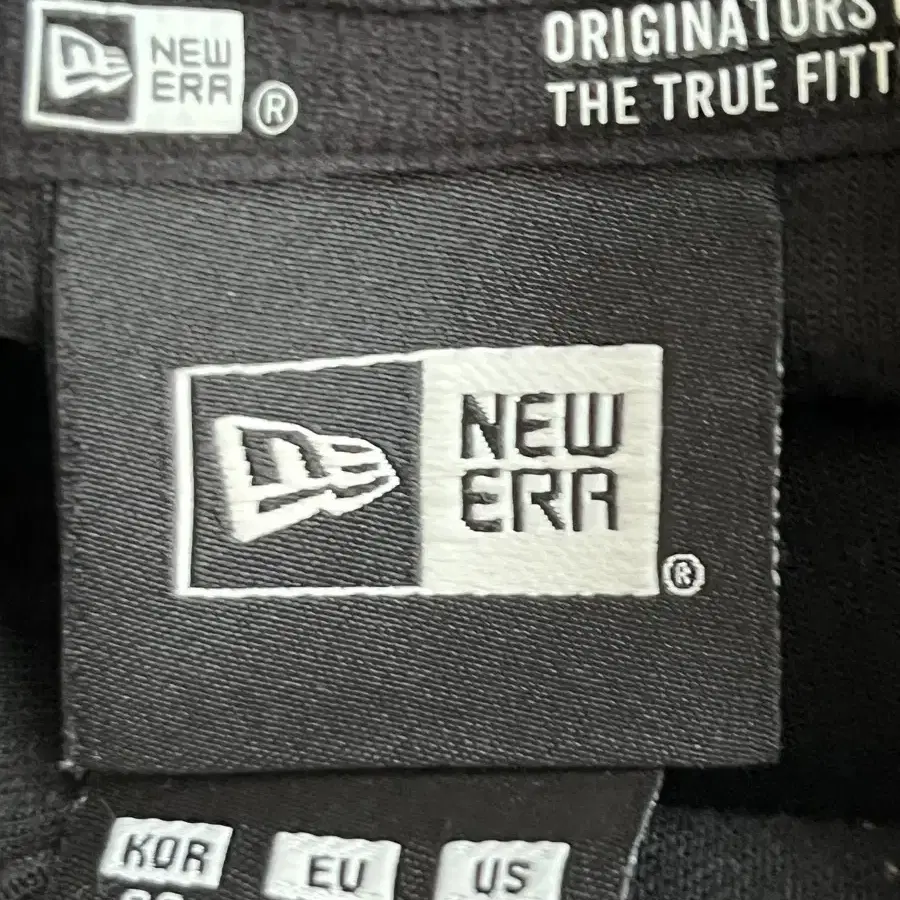 NEW
ERA
®
ORIGINATORS
THE TRUE FITT
NEW
ERA
®
KOR
EU
US